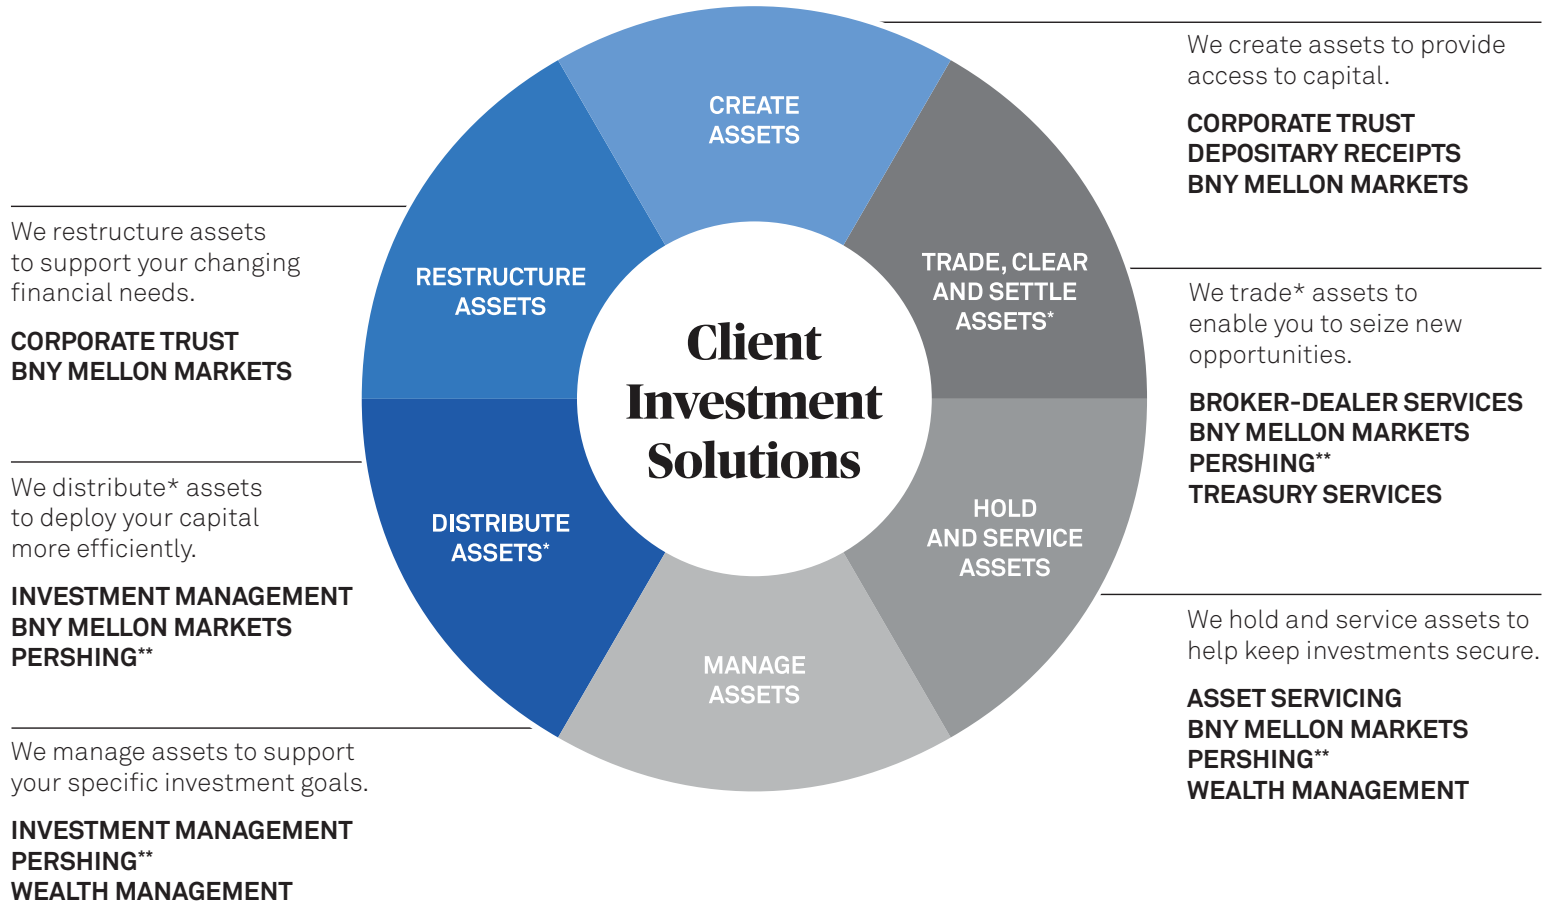 CREATE
ASSETS
TRADE, CLEAR
AND SETTLE
ASSETS*
HOLD
AND SERVICE
ASSETS
MANAGE
ASSETS
DISTRIBUTE
ASSETS*
RESTRUCTURE
ASSETS
Client
Investment
Solutions
We create assets to provide
access to capital.
CORPORATE TRUST
DEPOSITARY RECEIPTS
BNY MELLON MARKETS
We trade* assets to
enable you to seize new
opportunities.
BROKER-DEALER SERVICES
BNY MELLON MARKETS
PERSHING**
TREASURY SERVICES
We hold and service assets to
help keep investments secure.
ASSET SERVICING
BNY MELLON MARKETS
PERSHING**
WEALTH MANAGEMENT
We restructure assets
to support your changing
financial needs.
CORPORATE TRUST
BNY MELLON MARKETS
We distribute* assets
to deploy your capital
more efficiently.
INVESTMENT MANAGEMENT
BNY MELLON MARKETS
PERSHING**
We manage assets to support
your specific investment goals.
INVESTMENT MANAGEMENT
PERSHING**
WEALTH MANAGEMENT